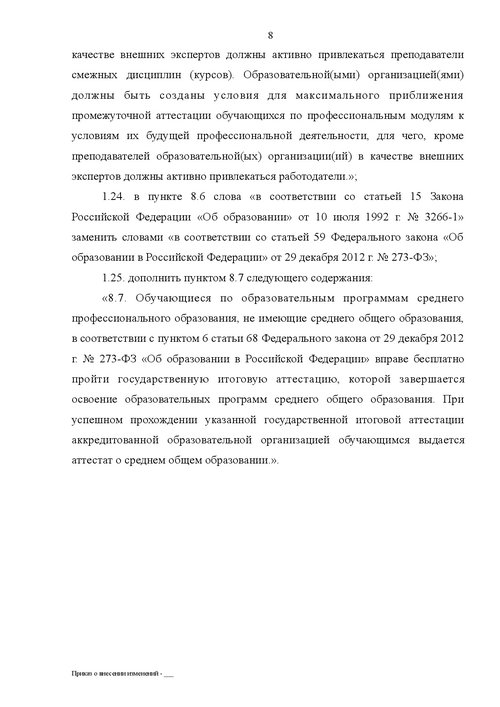 8
качестве внешних экспертов должны активно привлекаться преподаватели
смежных дисциплин (курсов). Образовательной(ыми) организацией(ями)
должны быть созданы условия для максимального приближения
промежуточной аттестации обучающихся по профессиональным модулям к
условиям их будущей профессиональной деятельности, для чего, кроме
преподавателей образовательной(ых) организации(ий) в качестве внешних
экспертов должны активно привлекаться работодатели.»;
1.24. в пункте 8.6 слова «в соответствии со статьей 15 Закона
Российской Федерации «Об образовании» от 10 июля 1992 г. № 3266-1»
заменить словами «в соответствии со статьей 59 Федерального закона «Об
образовании в Российской Федерации» от 29 декабря 2012 г. № 273-ФЗ»;
1.25. дополнить пунктом 8.7 следующего содержания:
«8.7. Обучающиеся по образовательным программам среднего
профессионального образования, не имеющие среднего общего образования,
в соответствии с пунктом 6 статьи 68 Федерального закона от 29 декабря 2012
г. № 273-ФЗ «Об образовании в Российской Федерации» вправе бесплатно
пройти государственную итоговую аттестацию, которой завершается
освоение образовательных программ среднего общего образования. При
успешном прохождении указанной государственной итоговой аттестации
аккредитованной образовательной организацией обучающимся выдается
аттестат о среднем общем образовании.».
Приказ о внесении изменений - ___